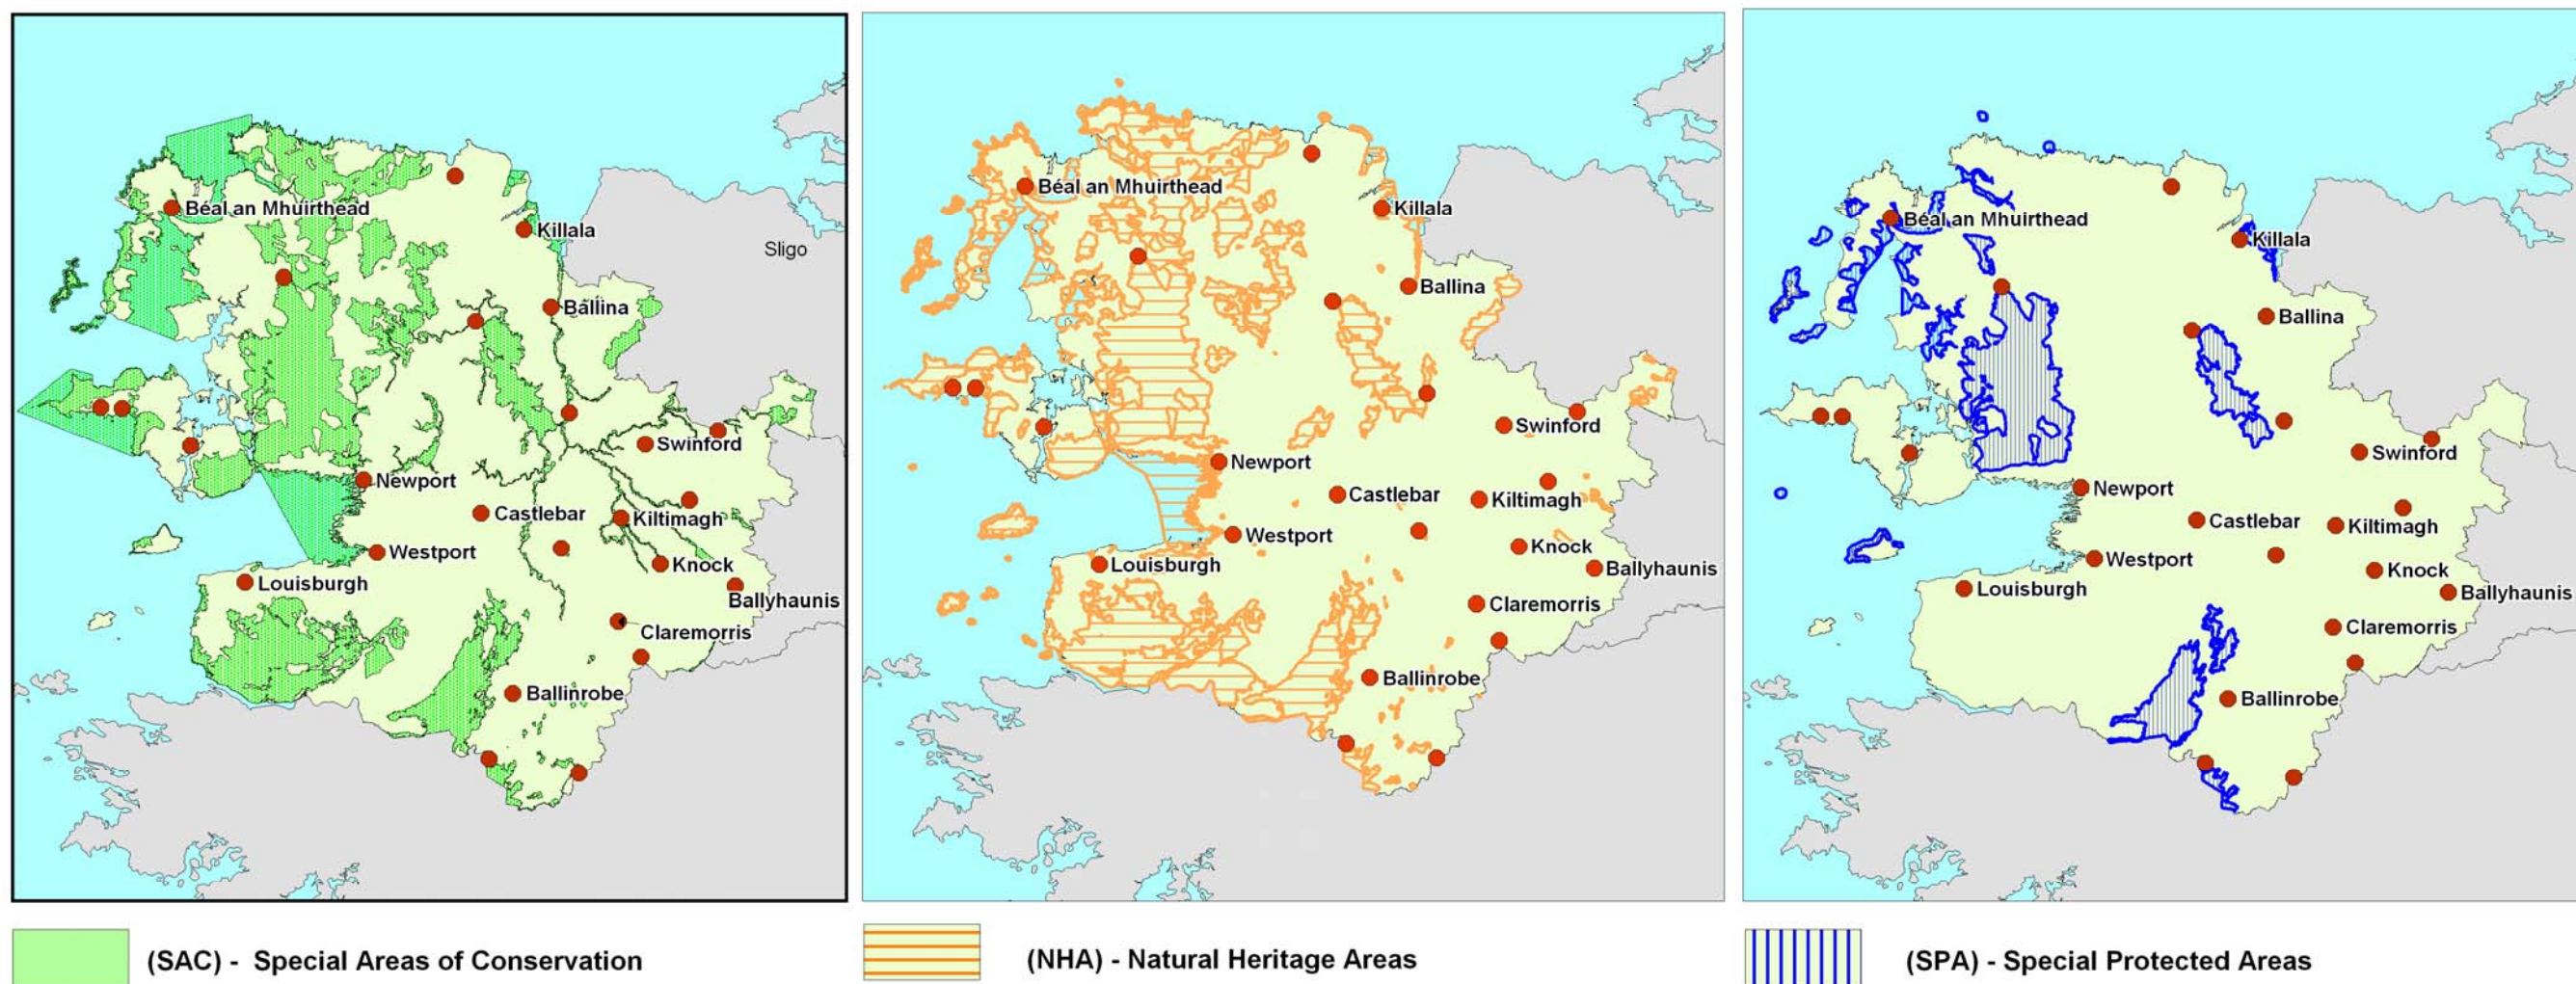 Béal an Mhuirthead
Killala
Sligo
Ballina
Swinford
Newport
Castlebar
Kiltimagh
Westport
Knock
Louisburgh
Ballyhaunis
Claremorris
Ballinrobe
(SAC) - Special Areas of Conservation
Béal an Mhuirthead
Killala
Ballina
Swinford
Newport
Castlebar
Kiltimagh
Westport
Knock
Louisburgh
Ballyhaunis
Claremorris
Ballinrobe
(NHA) - Natural Heritage Areas
Béal an Mhuirthead
Killala
Ballina
Swinford
Newport
Castlebar
Kiltimagh
Westport
Knock
Louisburgh
Ballyhaunis
Claremorris
Ballinrobe
(SPA) - Special Protected Areas